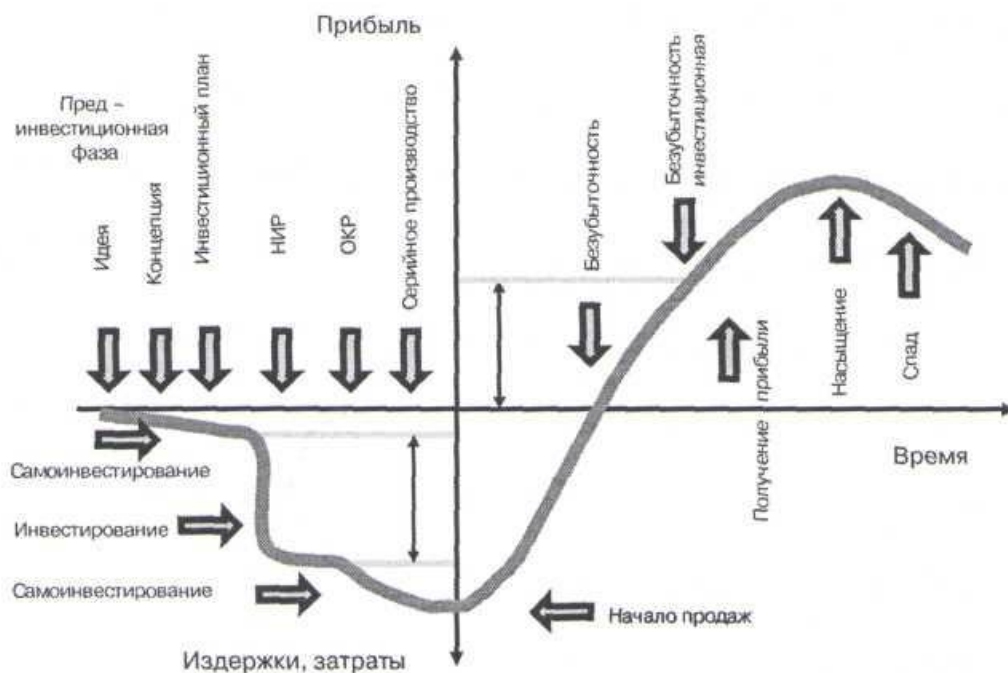 Прибыль
Пред –
инвестиционная
фаза
Идея
Концепция
Инвестиционный план
НИР
ОКР
Серийное производство
Безубыточность
Безубыточность
инвестиционная
Получение прибыли
Насыщение
Спад
Время
Самоинвестирование
Инвестирование
Самоинвестирование
Начало продаж
Издержки, затраты